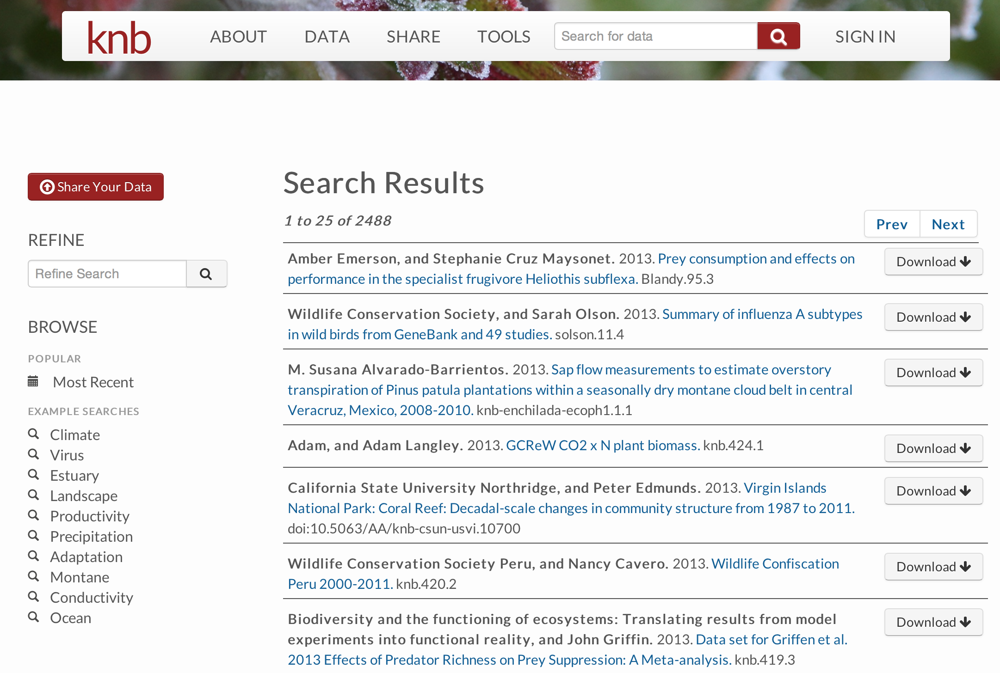 knb
ABOUT
DATA
SHARE
TOOLS
Search for data
SIGN IN
Share Your Data
REFINE
Refine Search
BROWSE
POPULAR
Most Recent
EXAMPLE SEARCHES
Climate
Virus
Estuary
Landscape
Productivity
Precipitation
Adaptation
Montane
Conductivity
Ocean
Search Results
1 to 25 of 2488
Prev
Next
Amber Emerson, and Stephanie Cruz Maysonet. 2013. Prey consumption and effects on
performance in the specialist frugivore Heliothis subflexa. Blandy.95.3
Download
Wildlife Conservation Society, and Sarah Olson. 2013. Summary of influenza A subtypes
in wild birds from GeneBank and 49 studies. solson.11.4
Download
M. Susana Alvarado-Barrientos. 2013. Sap flow measurements to estimate overstory
transpiration of Pinus patula plantations within a seasonally dry montane cloud belt in central
Veracruz, Mexico, 2008-2010. knb-enchilada-ecoph1.1.1
Download
Adam, and Adam Langley. 2013. GCReW CO2 x N plant biomass. knb.424.1
Download
California State University Northridge, and Peter Edmunds. 2013. Virgin Islands
National Park: Coral Reef: Decadal-scale changes in community structure from 1987 to 2011.
doi:10.5063/AA/knb-csun-usvi.10700
Download
Wildlife Conservation Society Peru, and Nancy Cavero. 2013. Wildlife Confiscation
Peru 2000-2011. knb.420.2
Download
Biodiversity and the functioning of ecosystems: Translating results from model
experiments into functional reality, and John Griffin. 2013. Data set for Griffen et al.
2013 Effects of Predator Richness on Prey Suppression: A Meta-analysis. knb.419.3
Download